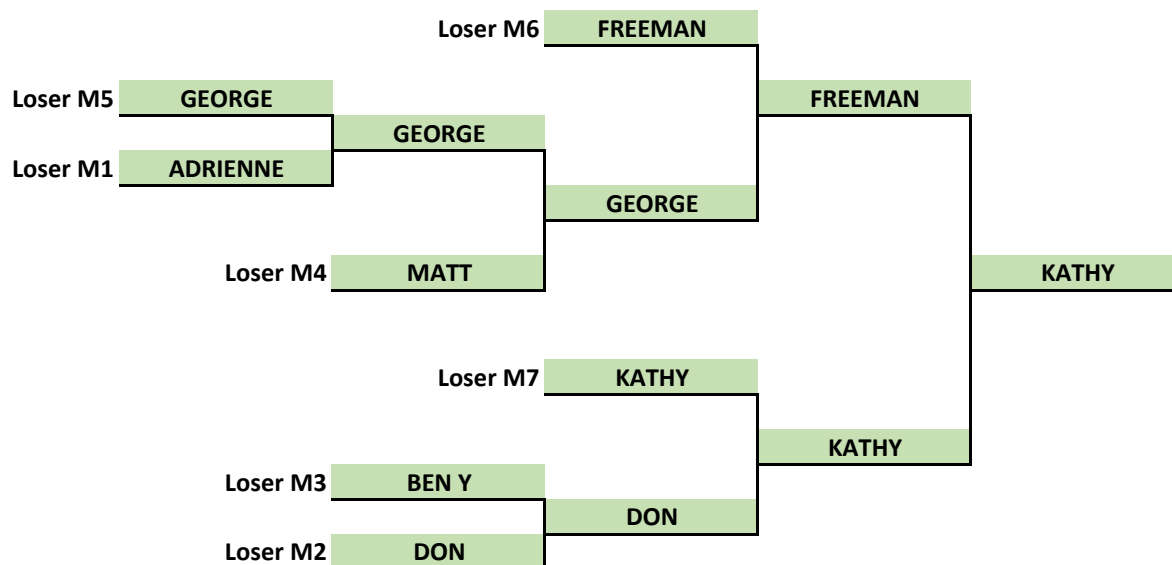 Loser M6 FREEMAN
Loser M5 GEORGE FREEMAN
GEORGE
Loser M1 ADRIENNE
GEORGE
Loser M4 MATT KATHY
Loser M7 KATHY
KATHY
Loser M3 BEN Y
DON
Loser M2 DON